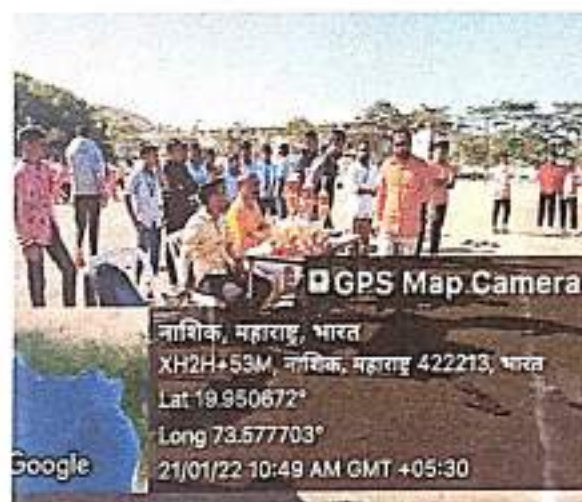 GPS Map Camera
नाशिक, महाराष्ट्र, भारत
XH2H+53M, नाशिक, महाराष्ट्र 422213, भारत
Lat 19.950672°
Long 73.577703°
Google
21/01/22 10:49 AM GMT +05:30